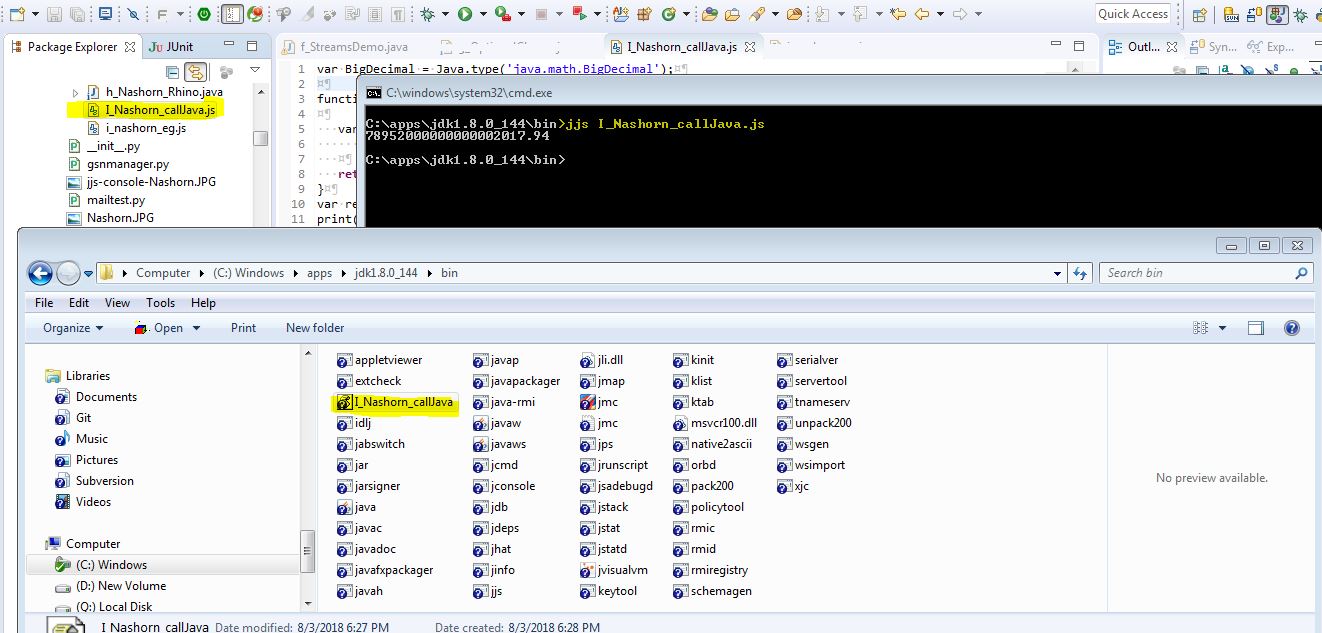 Quick Access
Package Explorer
JU JUnit
f_StreamsDemo.java
I_Nashorn_callJava.js
Outl...
Syn...
Exp...
h_Nashorn_Rhino.java
I_Nashorn_callJava.js
i_nashorn_eg.js
__init__.py
gsnmanager.py
jjs-console-Nashorn.JPG
mailtest.py
Nashorn.JPG
1 var BigDecimal = Java.type('java.math.BigDecimal');¤¶
2 ¤¶
3 functi
4 ¤¶
5 var
6
7 ¤¶
8 ret
9 }¤¶
10 var re
11 print(
C:\windows\system32\cmd.exe
C:\apps\jdk1.8.0_144\bin>jjs I_Nashorn_callJava.js
78952000000000002017.94
C:\apps\jdk1.8.0_144\bin>
Computer
(C:) Windows
apps
jdk1.8.0_144
bin
Search bin
File Edit View Tools Help
Organize Open Print New folder
Libraries
Documents
Git
Music
Pictures
Subversion
Videos
Computer
(C:) Windows
(D:) New Volume
(Q:) Local Disk
appletviewer
extcheck
I_Nashorn_callJava
idlj
jabswitch
jar
jarsigner
java
javac
javadoc
javafxpackager
javah
javap
javapackager
java-rmi
javaw
javaws
jcmd
jconsole
jdb
jdeps
jhat
jinfo
jjs
jli.dll
jmap
jmc
jmc
jps
jrunscript
jsadebugd
jstack
jstat
jstatd
jvisualvm
keytool
kinit
klist
ktab
msvcr100.dll
native2ascii
orbd
pack200
policytool
rmic
rmid
rmiregistry
schemagen
serialver
servertool
tnameserv
unpack200
wsgen
wsimport
xjc
No preview available.
I_Nashorn_callJava Date modified: 8/3/2018 6:27 PM Date created: 8/3/2018 6:28 PM